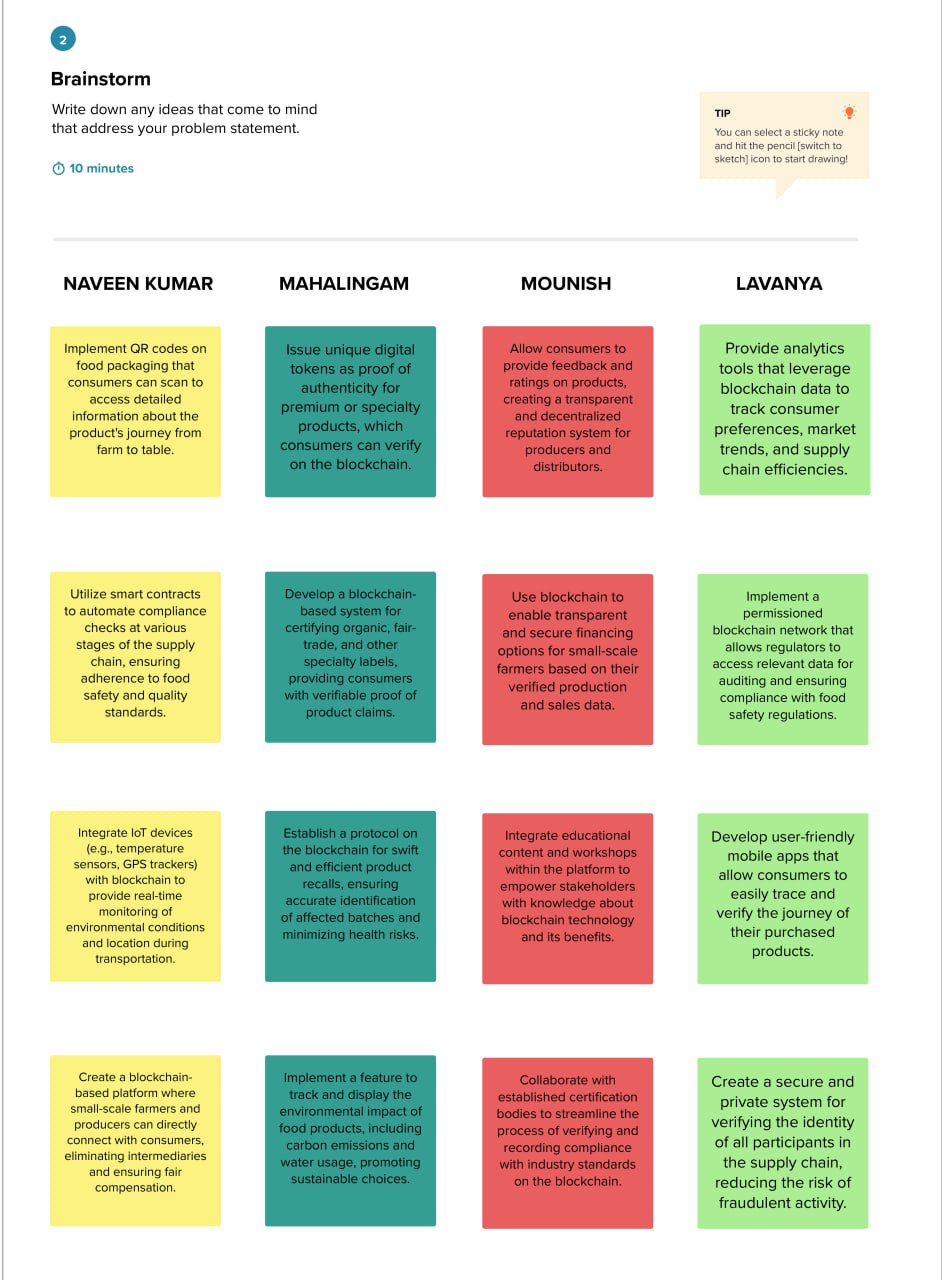 2
Brainstorm
Write down any ideas that come to mind
that address your problem statement.
10 minutes
TIP
You can select a sticky note
and hit the pencil [switch to
sketch] icon to start drawing!
NAVEEN KUMAR
Implement QR codes on
food packaging that
consumers can scan to
access detailed
information about the
product's journey from
farm to table.
Utilize smart contracts
to automate compliance
checks at various
stages of the supply
chain, ensuring
adherence to food
safety and quality
standards.
Integrate IoT devices
(e.g., temperature
sensors, GPS trackers)
with blockchain to
provide real-time
monitoring of
environmental conditions
and location during
transportation.
Create a blockchain-
based platform where
small-scale farmers and
producers can directly
connect with consumers,
eliminating intermediaries
and ensuring fair
compensation.
MAHALINGAM
Issue unique digital
tokens as proof of
authenticity for
premium or specialty
products, which
consumers can verify
on the blockchain.
Develop a blockchain-
based system for
certifying organic, fair-
trade, and other
specialty labels,
providing consumers
with verifiable proof of
product claims.
Establish a protocol on
the blockchain for swift
and efficient product
recalls, ensuring
accurate identification
of affected batches and
minimizing health risks.
Implement a feature to
track and display the
environmental impact of
food products, including
carbon emissions and
water usage, promoting
sustainable choices.
MOUNISH
Allow consumers to
provide feedback and
ratings on products,
creating a transparent
and decentralized
reputation system for
producers and
distributors.
Use blockchain to
enable transparent
and secure financing
options for small-scale
farmers based on their
verified production
and sales data.
Integrate educational
content and workshops
within the platform to
empower stakeholders
with knowledge about
blockchain technology
and its benefits.
Collaborate with
established certification
bodies to streamline the
process of verifying and
recording compliance
with industry standards
on the blockchain.
LAVANYA
Provide analytics
tools that leverage
blockchain data to
track consumer
preferences, market
trends, and supply
chain efficiencies.
Implement a
permissioned
blockchain network that
allows regulators to
access relevant data for
auditing and ensuring
compliance with food
safety regulations.
Develop user-friendly
mobile apps that
allow consumers to
easily trace and
verify the journey of
their purchased
products.
Create a secure and
private system for
verifying the identity
of all participants in
the supply chain,
reducing the risk of
fraudulent activity.